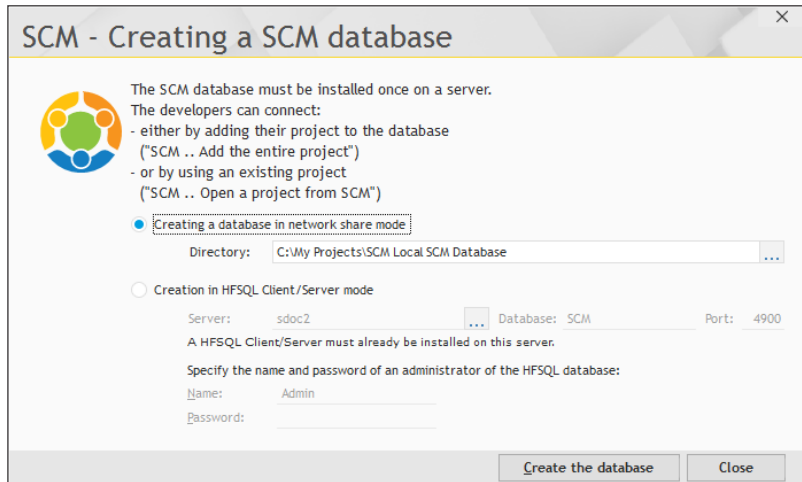 SCM - Creating a SCM database
The SCM database must be installed once on a server.
The developers can connect:
- either by adding their project to the database
("SCM .. Add the entire project")
- or by using an existing project
("SCM .. Open a project from SCM")
Creating a database in network share mode
Directory: C:\My Projects\SCM Local SCM Database ...
Creation in HFSQL Client/Server mode
Server: sdoc2 ... Database: SCM Port: 4900
A HFSQL Client/Server must already be installed on this server.
Specify the name and password of an administrator of the HFSQL database:
Name: Admin
Password:
Create the database Close